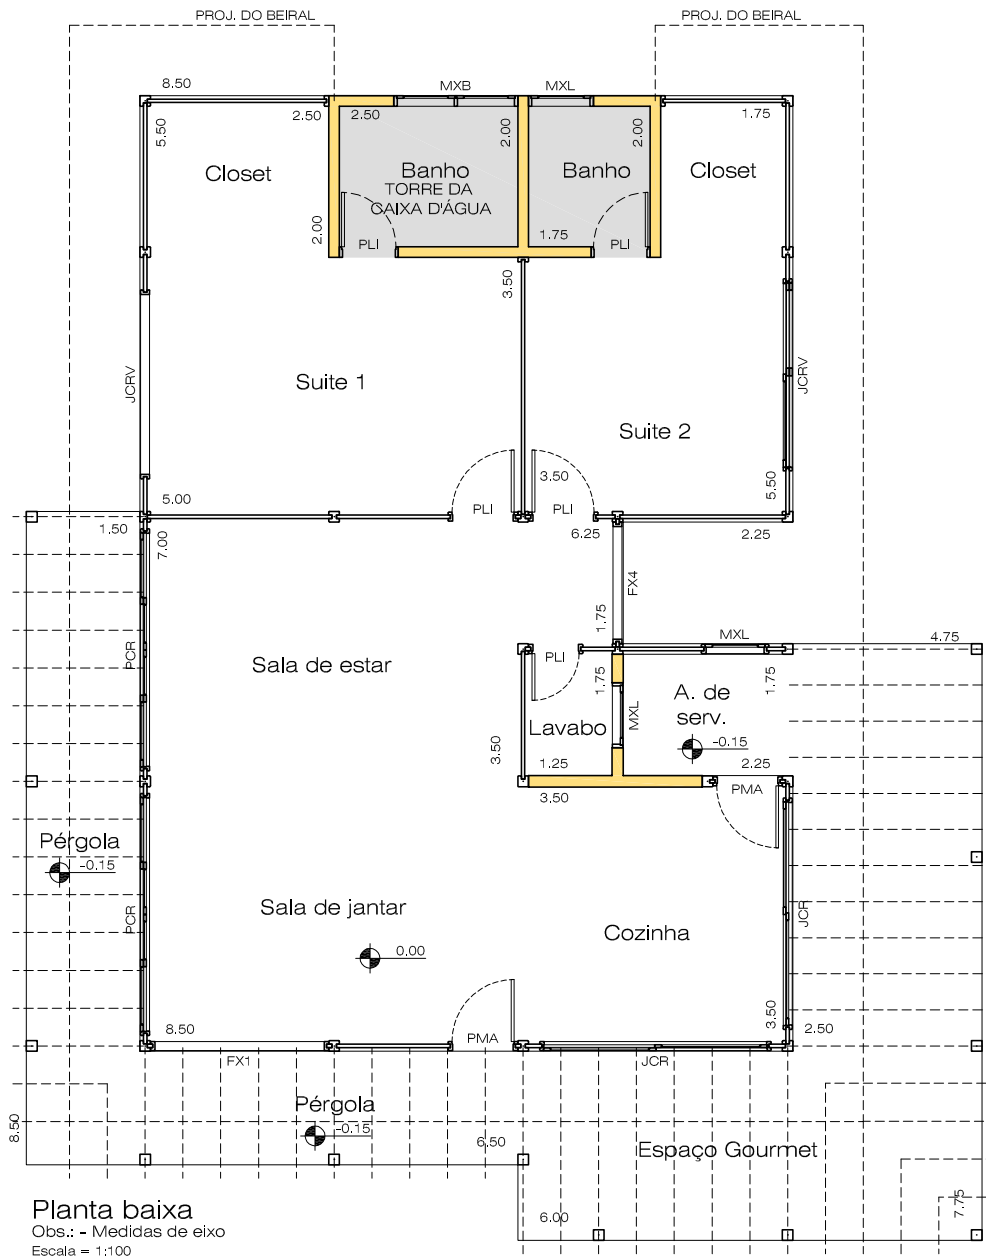 PROJ. DO BEIRAL
PROJ. DO BEIRAL
8.50
MXB
MXL
5.50
2.50
2.50
2.00
2.00
1.75
Closet
Banho
TORRE DA
CAIXA D'ÁGUA
Banho
Closet
2.00
PLI
1.75
PLI
3.50
JCRV
JCRV
Suite 1
Suite 2
5.00
PLI
3.50
PLI
5.50
1.50
7.00
6.25
2.25
FX4
1.75
MXL
4.75
PCR
Sala de estar
PLI
1.75
A. de
serv.
1.75
Lavabo
MXL
-0.15
3.50
1.25
2.25
3.50
PMA
Pérgola
-0.15
PCR
Sala de jantar
Cozinha
JCR
0.00
8.50
PMA
3.50
2.50
FX1
JCR
Pérgola
-0.15
8.50
6.50
Espaço Gourmet
6.00
7.75
Planta baixa
Obs.: - Medidas de eixo
Escala = 1:100